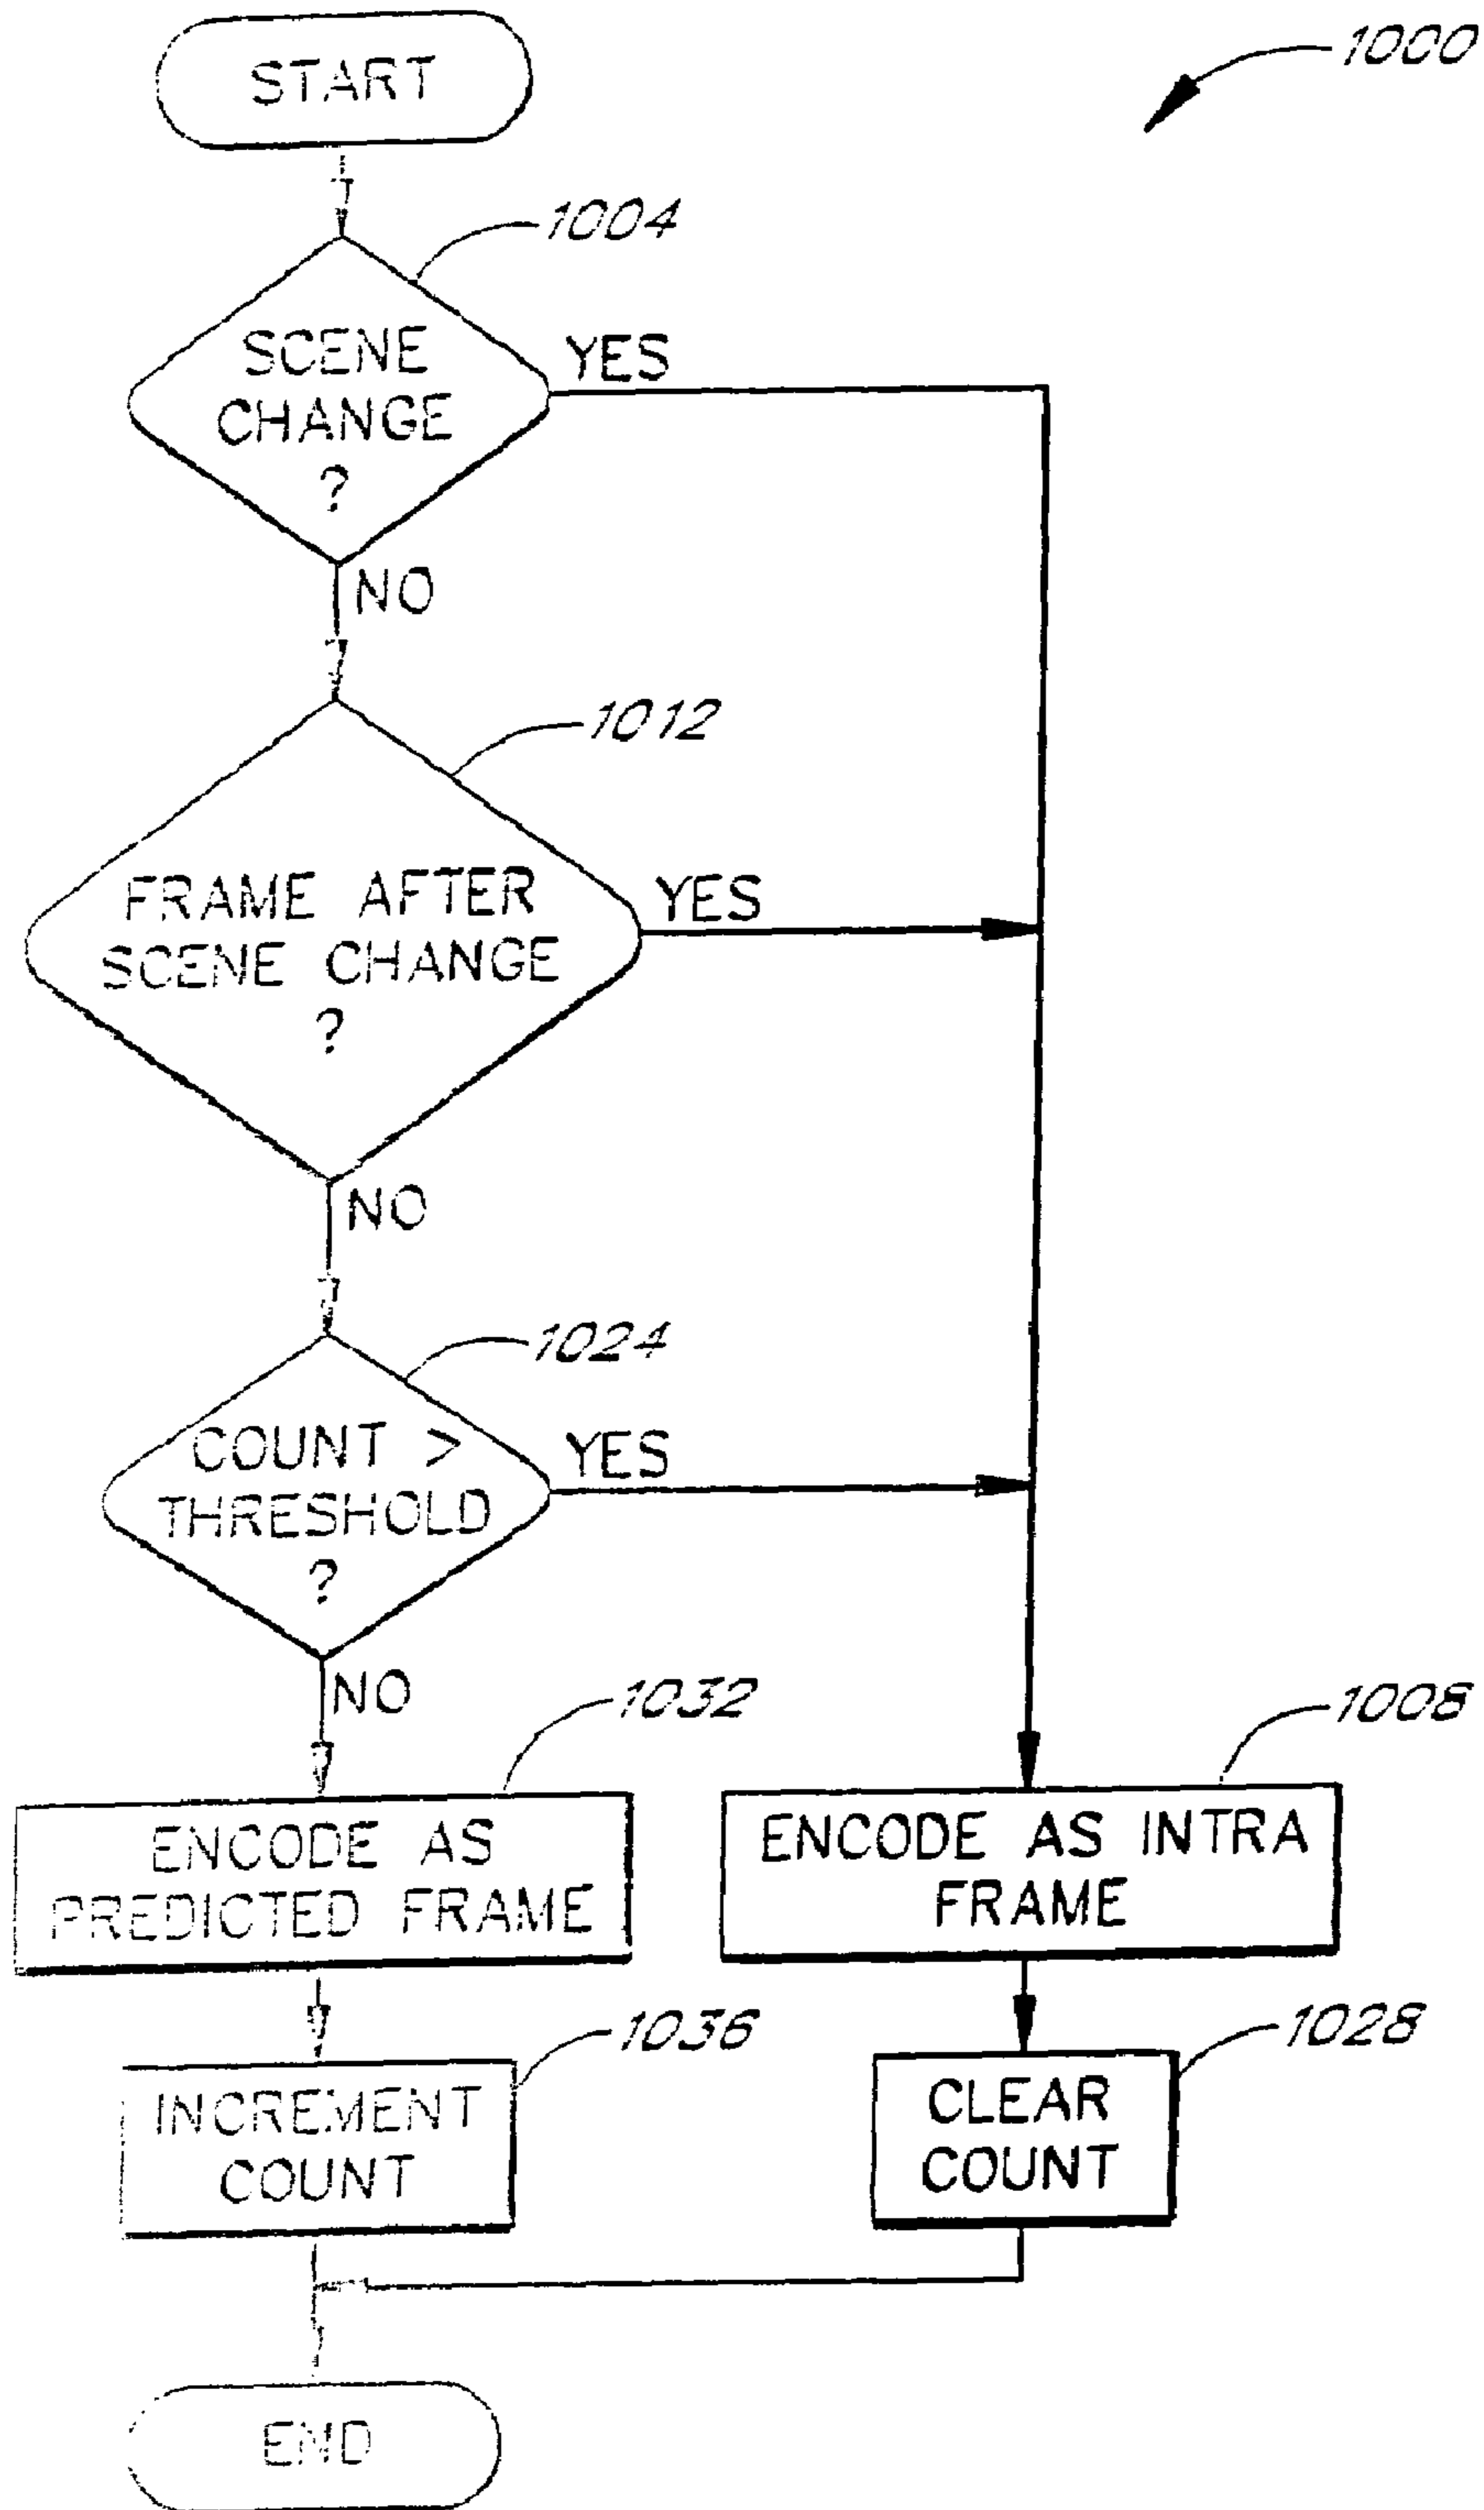 START
1000
1004
SCENE
CHANGE
?
YES
NO
1012
FRAME AFTER
SCENE CHANGE
?
YES
NO
1024
COUNT >
THRESHOLD
?
YES
NO
1032
ENCODE AS
PREDICTED FRAME
1008
ENCODE AS INTRA
FRAME
1036
INCREMENT
COUNT
1028
CLEAR
COUNT
END